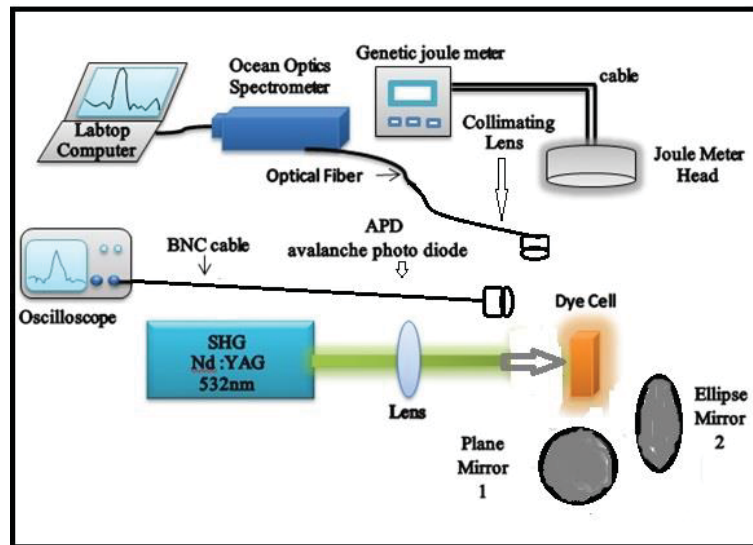 Ocean Optics
Spectrometer
Genetic joule meter
cable
Labtop
Computer
Collimating
Lens
Joule Meter
Head
Optical Fiber
APD
avalanche photo diode
BNC cable
Oscilloscope
Dye Cell
SHG
Nd :YAG
532nm
Lens
Ellipse
Mirror
2
Plane
Mirror
1